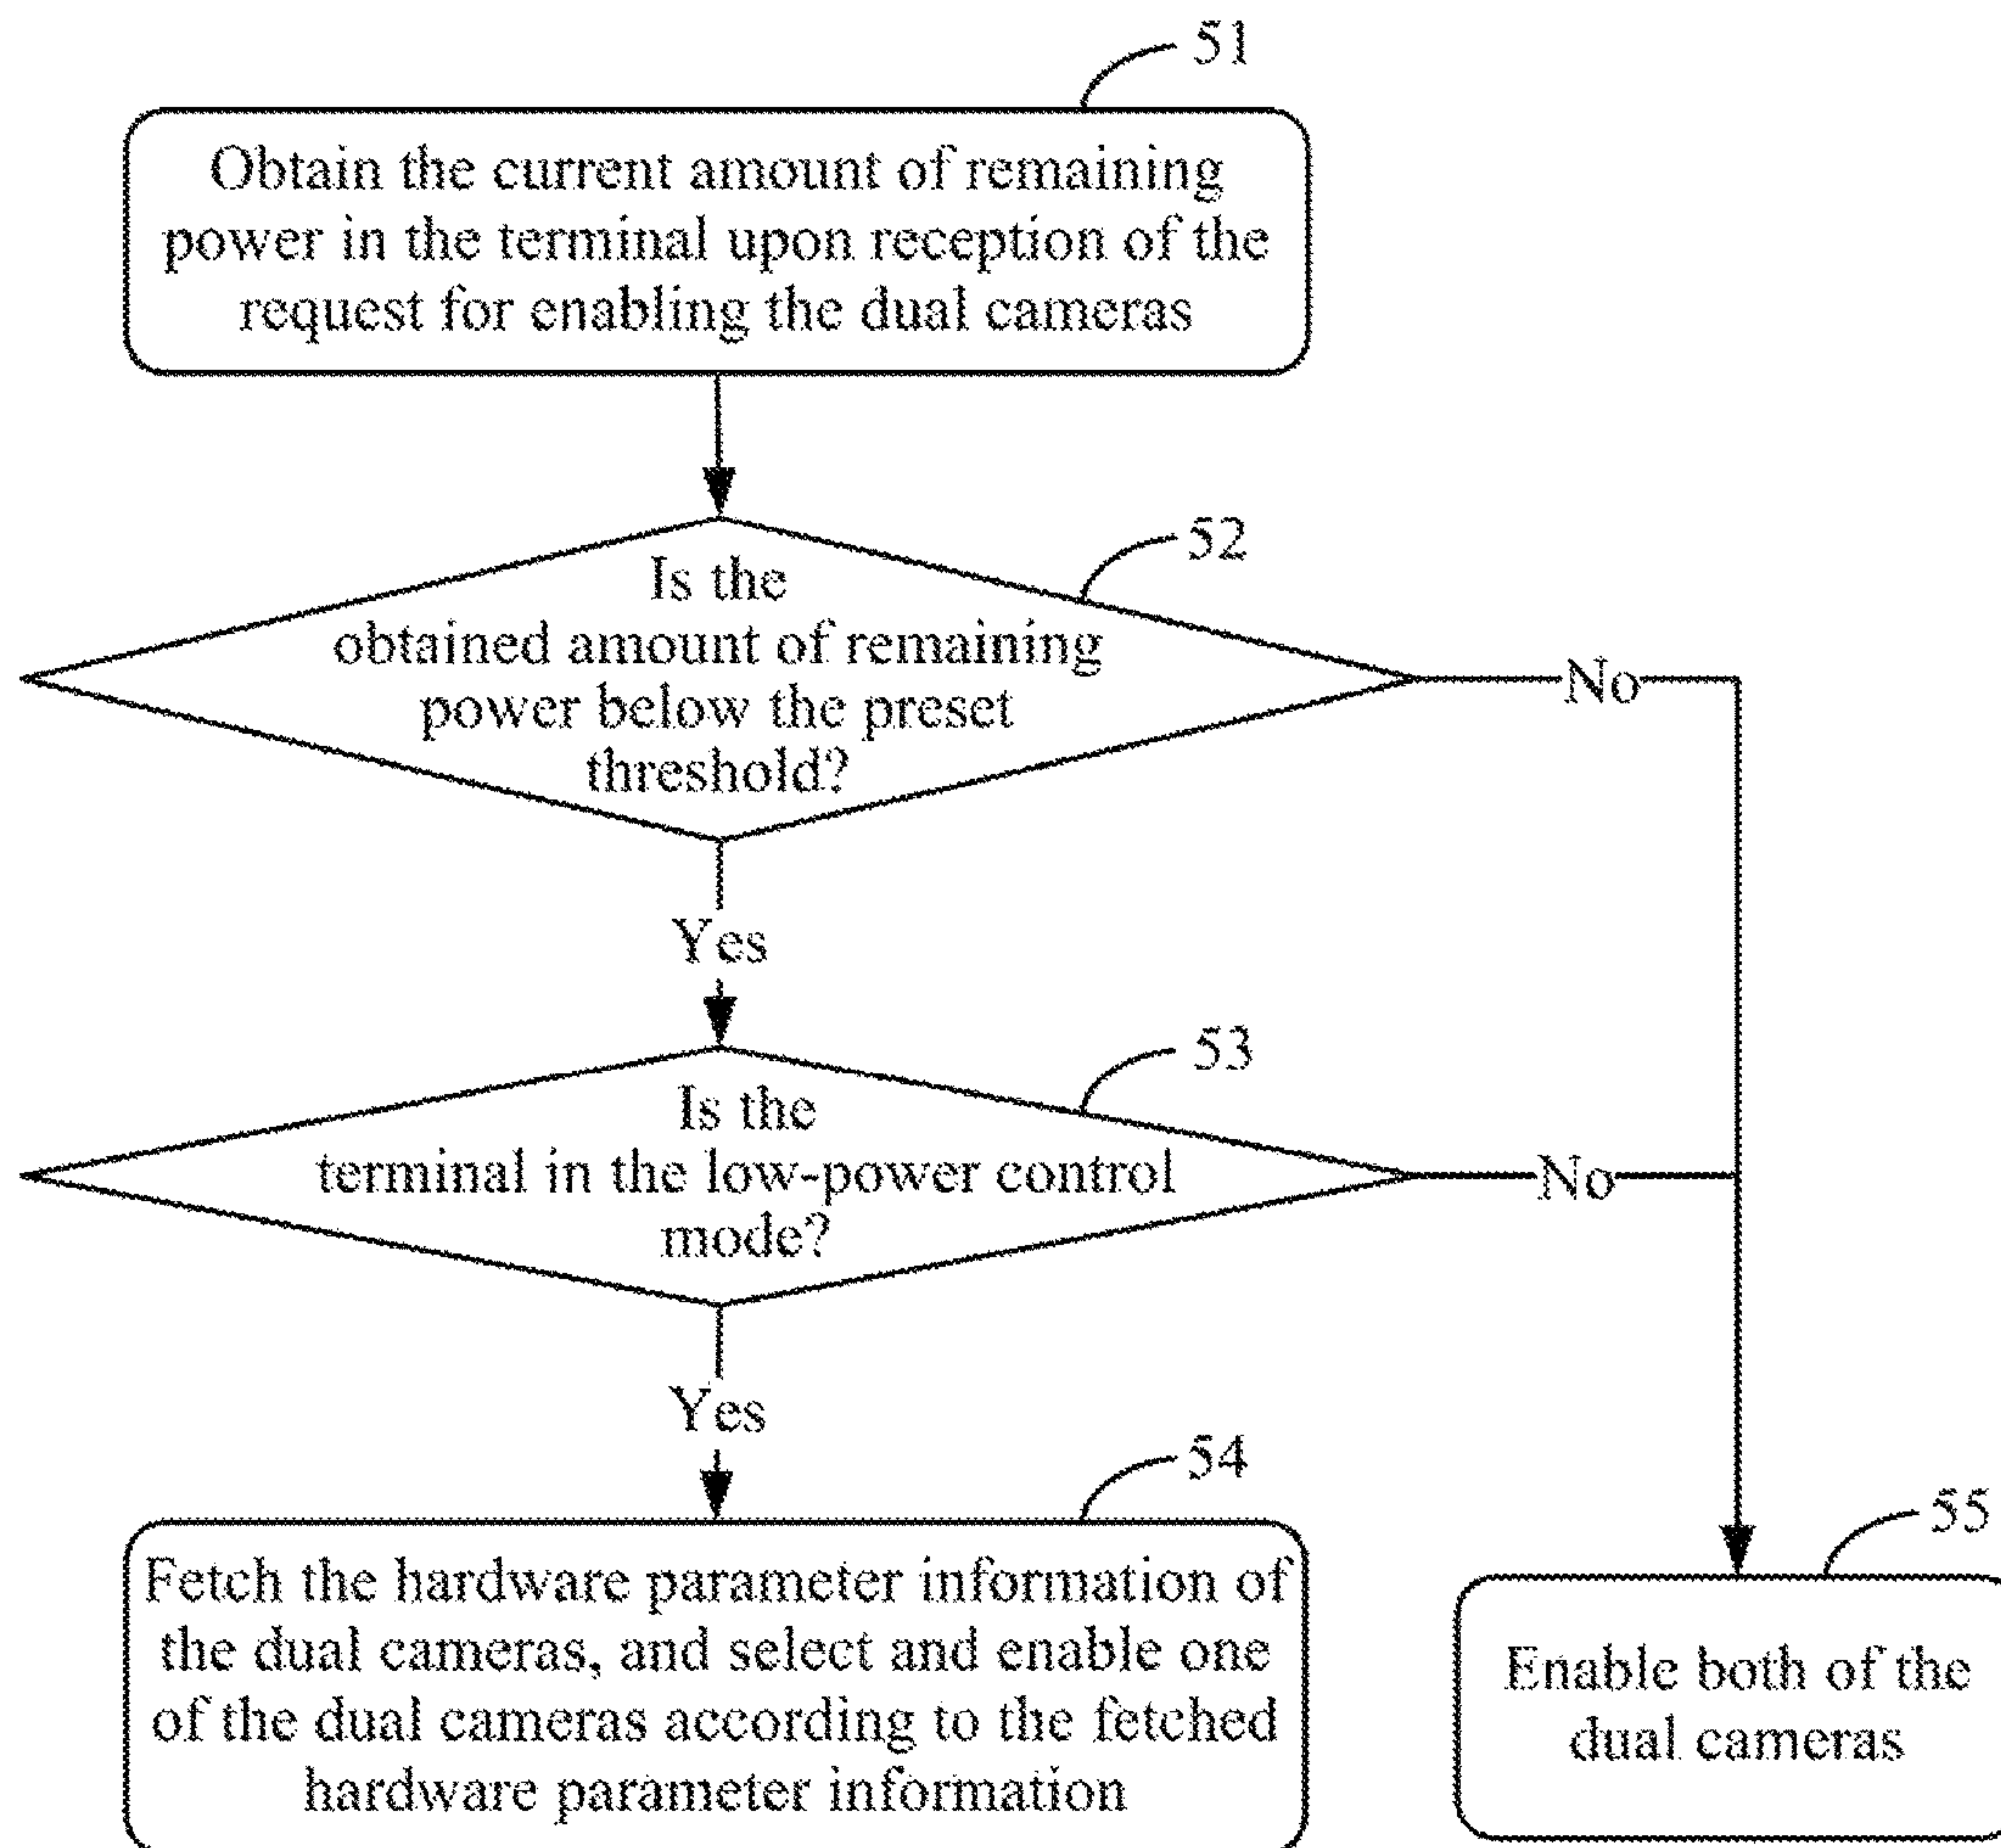 51
Obtain the current amount of remaining
power in the terminal upon reception of the
request for enabling the dual cameras
52
Is the
obtained amount of remaining
power below the preset
threshold?
No
Yes
53
Is the
terminal in the low-power control
mode?
No
Yes
54
Fetch the hardware parameter information of
the dual cameras, and select and enable one
of the dual cameras according to the fetched
hardware parameter information
55
Enable both of the
dual cameras